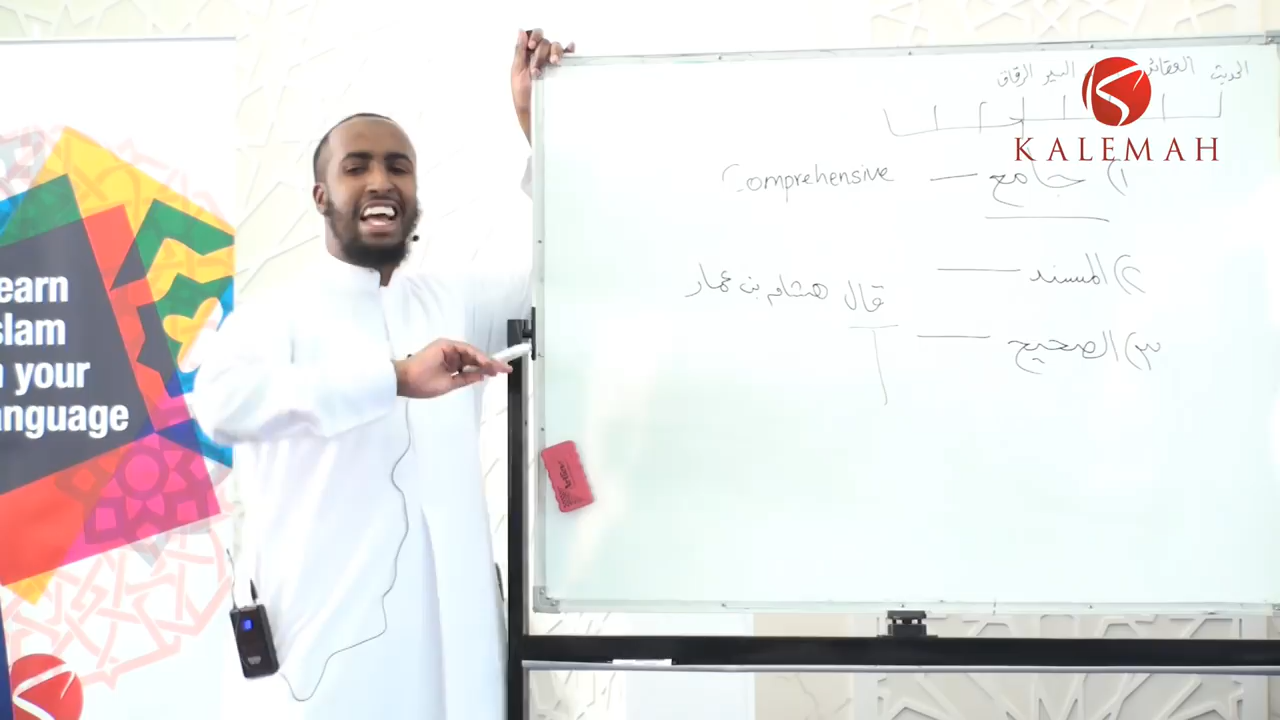 earn
slam
n your
anguage
الحديث العقائد السير الرقاق
KALEMAH
١) جامع — Comprehensive
٢) المسند —
قال هشام بن عمار
٣) الصحيح —